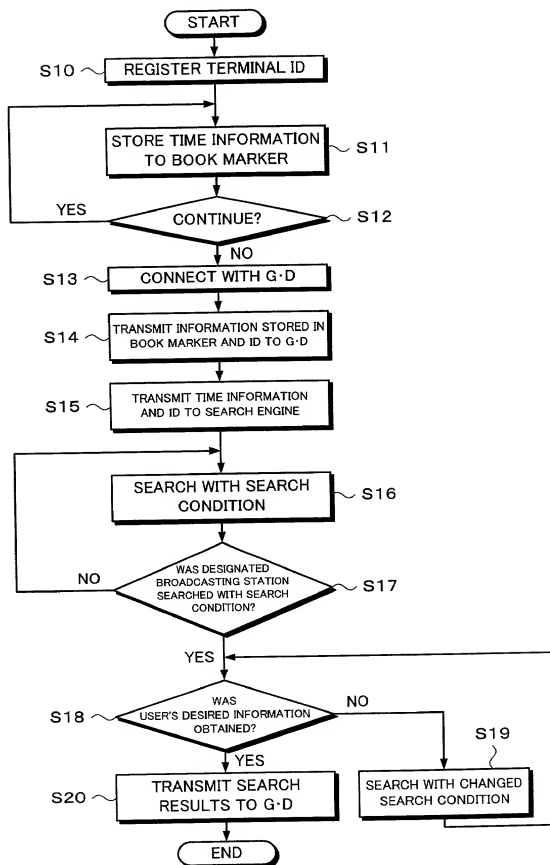 START
S10
REGISTER TERMINAL ID
STORE TIME INFORMATION
TO BOOK MARKER
S11
YES
CONTINUE?
S12
NO
S13
CONNECT WITH G·D
S14
TRANSMIT INFORMATION STORED IN
BOOK MARKER AND ID TO G·D
S15
TRANSMIT TIME INFORMATION
AND ID TO SEARCH ENGINE
SEARCH WITH SEARCH
CONDITION
S16
NO
WAS DESIGNATED
BROADCASTING STATION
SEARCHED WITH SEARCH
CONDITION?
S17
YES
S18
WAS
USER'S DESIRED INFORMATION
OBTAINED?
NO
S19
YES
SEARCH WITH CHANGED
SEARCH CONDITION
S20
TRANSMIT SEARCH
RESULTS TO G·D
END